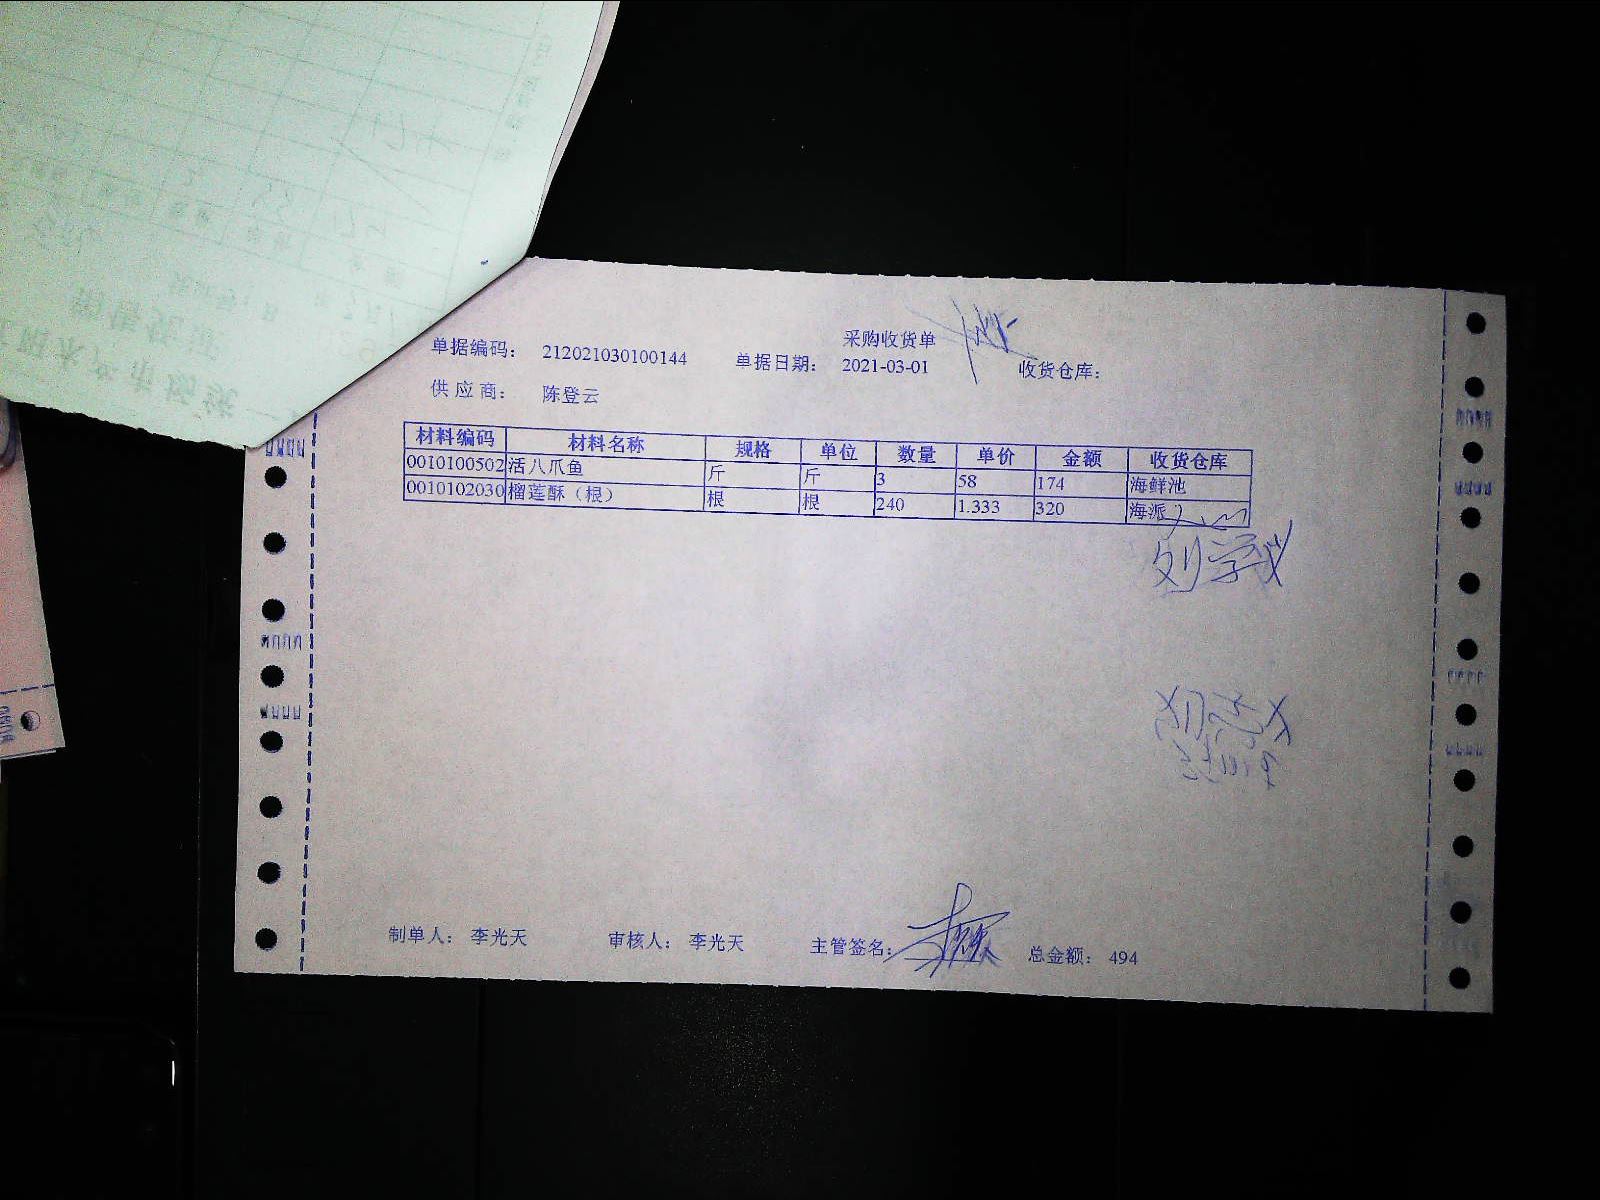 采购收货单
单据编码： 212021030100144 单据日期： 2021-03-01 收货仓库：
供应商： 陈登云
材料编码 材料名称 规格 单位 数量 单价 金额 收货仓库
0010100502 活八爪鱼 斤 斤 3 58 174 海鲜池
0010102030 榴莲酥（根） 根 根 240 1.333 320 海派
制单人： 李光天 审核人： 李光天 主管签名： 总金额： 494